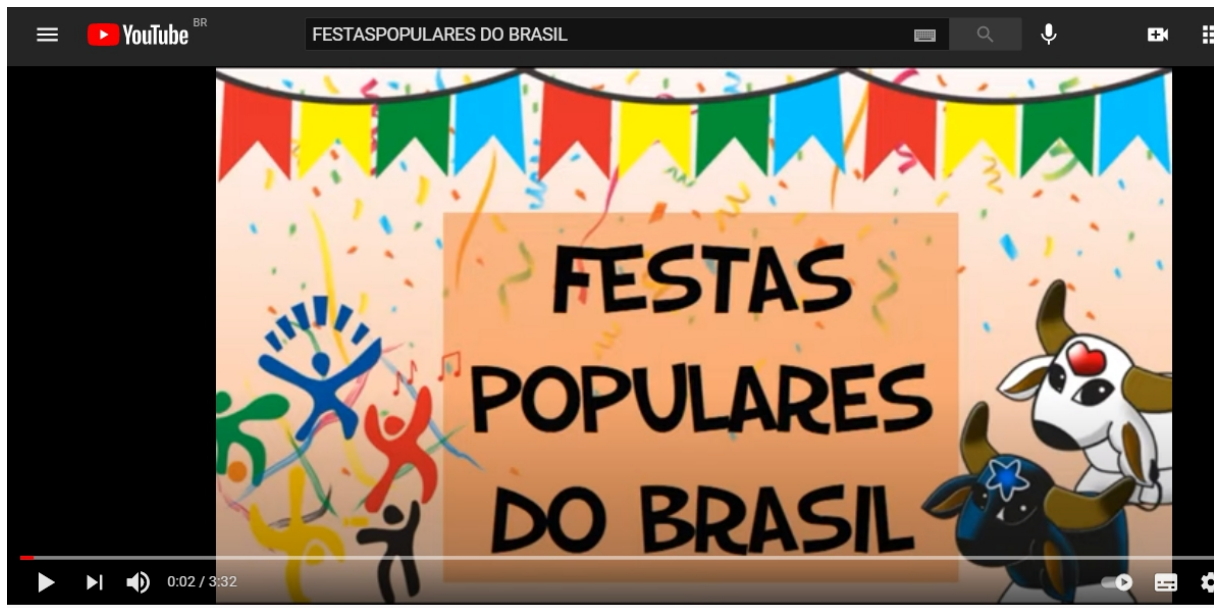 YouTube BR
FESTASPOPULARES DO BRASIL
FESTAS
POPULARES
DO BRASIL
0:02 / 3:32